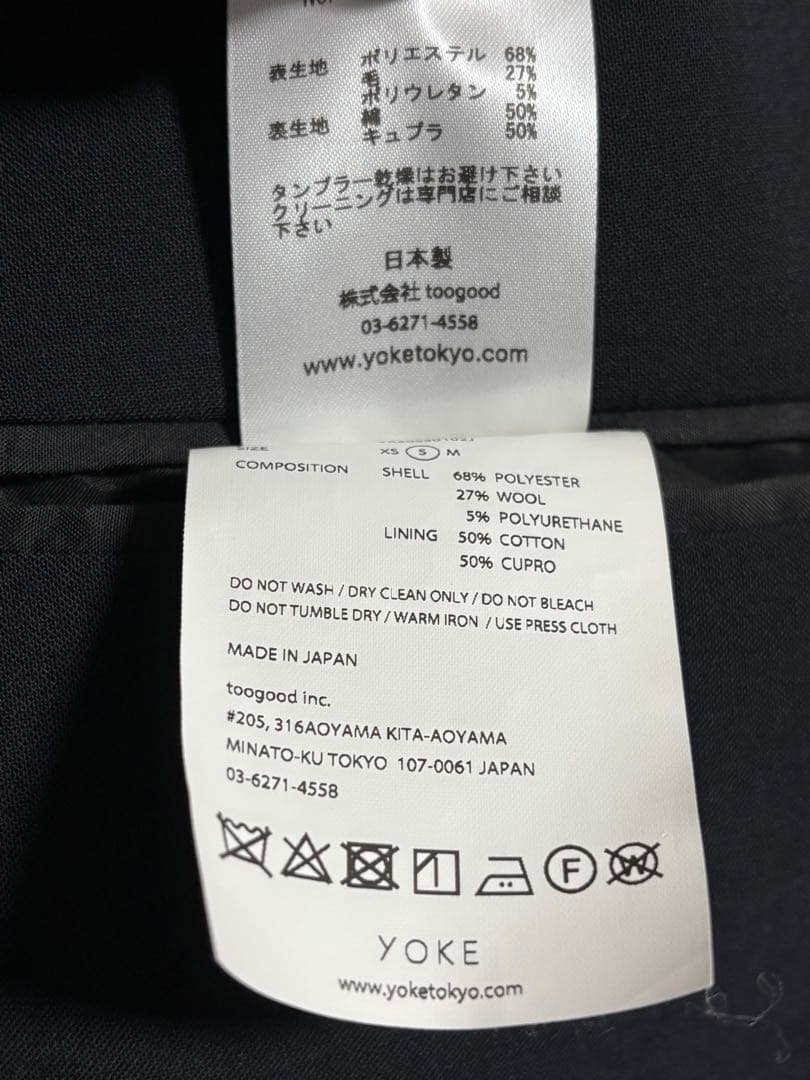 表生地 ポリエステル 68%
毛 27%
ポリウレタン 5%
裏生地 綿 50%
キュプラ 50%
タンブラー乾燥はお避け下さい
クリーニングは専門店にご相談
下さい
日本製
株式会社 toogood
03-6271-4558
www.yoketokyo.com
SIZE XS S M
COMPOSITION SHELL 68% POLYESTER
27% WOOL
5% POLYURETHANE
LINING 50% COTTON
50% CUPRO
DO NOT WASH / DRY CLEAN ONLY / DO NOT BLEACH
DO NOT TUMBLE DRY / WARM IRON / USE PRESS CLOTH
MADE IN JAPAN
toogood inc.
#205, 316AOYAMA KITA-AOYAMA
MINATO-KU TOKYO 107-0061 JAPAN
03-6271-4558
F W
YOKE
www.yoketokyo.com